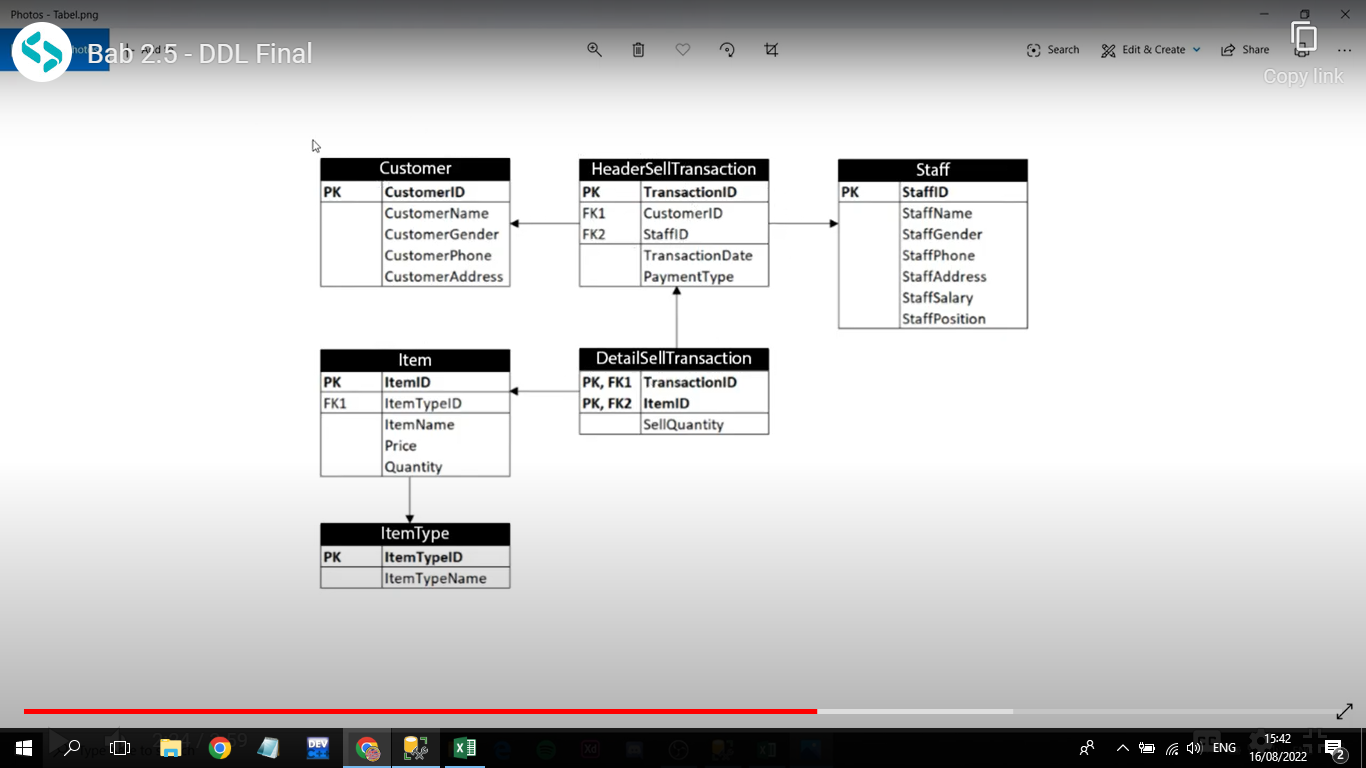 Photos - Tabel.png
Bab 2.5 - DDL Final
Search
Edit & Create
Share
Copy link
Customer
PK CustomerID
CustomerName
CustomerGender
CustomerPhone
CustomerAddress
HeaderSellTransaction
PK TransactionID
FK1 CustomerID
FK2 StaffID
TransactionDate
PaymentType
Staff
PK StaffID
StaffName
StaffGender
StaffPhone
StaffAddress
StaffSalary
StaffPosition
Item
PK ItemID
FK1 ItemTypeID
ItemName
Price
Quantity
DetailSellTransaction
PK, FK1 TransactionID
PK, FK2 ItemID
SellQuantity
ItemType
PK ItemTypeID
ItemTypeName
DEV
ENG
15:42
16/08/2022
2